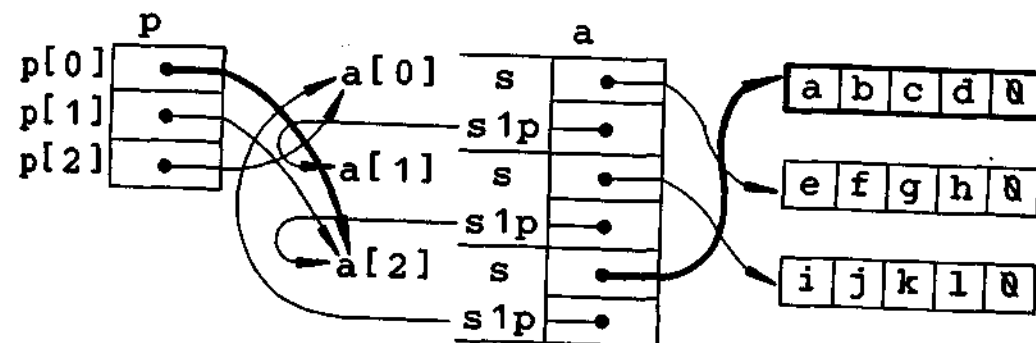 p
a
p[0]
p[1]
p[2]
a[0]
a[1]
a[2]
s
s1p
s
s1p
s
s1p
a b c d \0
e f g h \0
i j k l \0